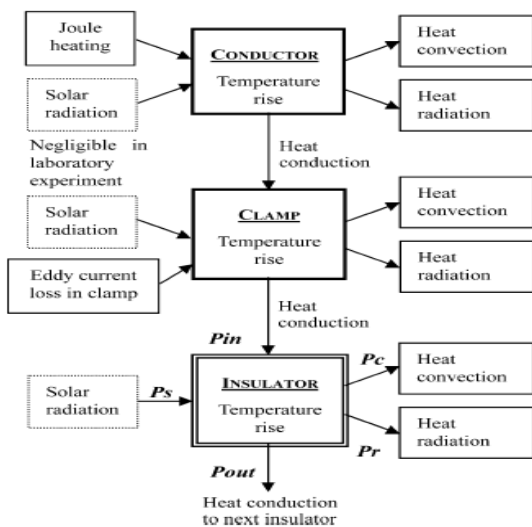 Joule
heating
CONDUCTOR
Temperature
rise
Heat
convection
Solar
radiation
Heat
radiation
Negligible in
laboratory
experiment
Heat
conduction
Solar
radiation
CLAMP
Temperature
rise
Heat
convection
Eddy current
loss in clamp
Heat
radiation
Heat
conduction
Pin
Pc
Solar
radiation
Ps
INSULATOR
Temperature
rise
Heat
convection
Heat
radiation
Pout
Pr
Heat conduction
to next insulator